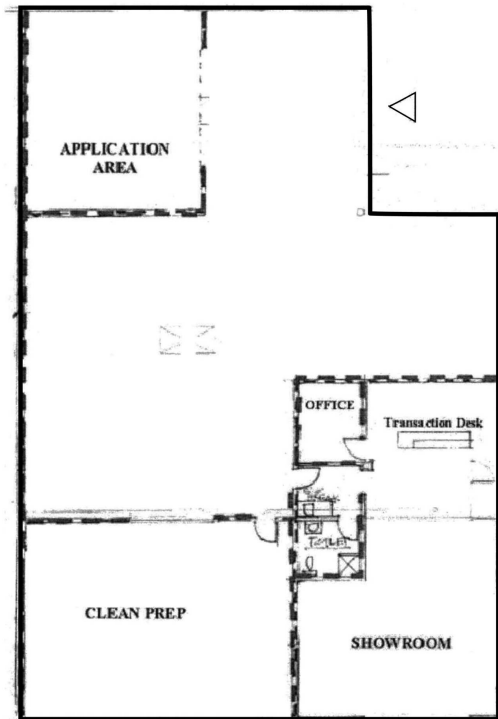 APPLICATION
AREA
OFFICE
Transaction Desk
TOILET
CLEAN PREP
SHOWROOM